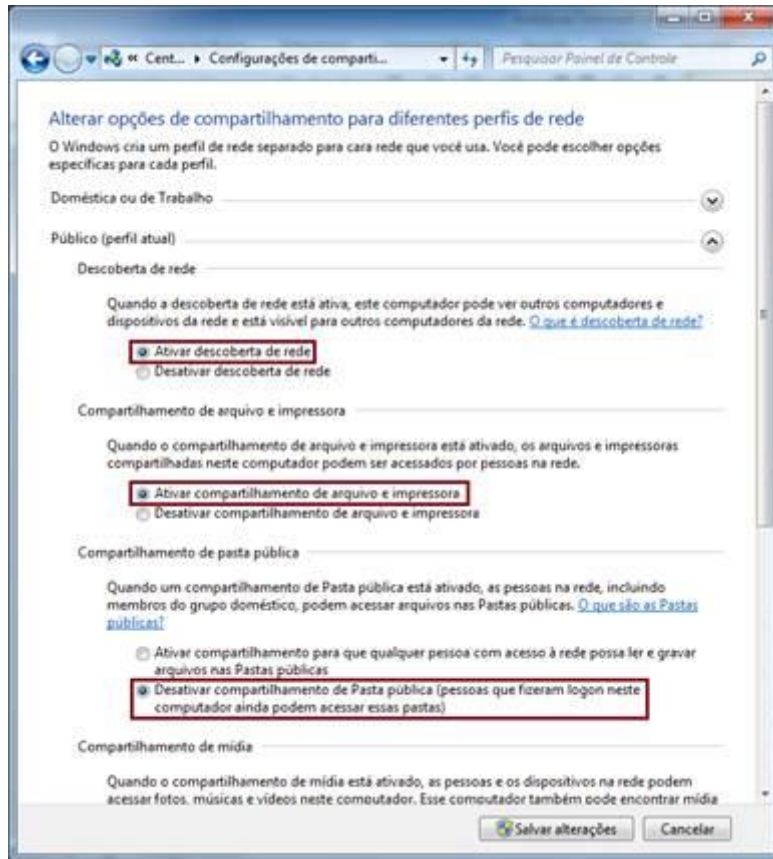 « Cent... ▸ Configurações de comparti...
Pesquisar Painel de Controle
Alterar opções de compartilhamento para diferentes perfis de rede
O Windows cria um perfil de rede separado para cara rede que você usa. Você pode escolher opções
específicas para cada perfil.
Doméstica ou de Trabalho
Público (perfil atual)
Descoberta de rede
Quando a descoberta de rede está ativa, este computador pode ver outros computadores e
dispositivos da rede e está visível para outros computadores da rede. O que é descoberta de rede?
Ativar descoberta de rede
Desativar descoberta de rede
Compartilhamento de arquivo e impressora
Quando o compartilhamento de arquivo e impressora está ativado, os arquivos e impressoras
compartilhadas neste computador podem ser acessados por pessoas na rede.
Ativar compartilhamento de arquivo e impressora
Desativar compartilhamento de arquivo e impressora
Compartilhamento de pasta pública
Quando um compartilhamento de Pasta pública está ativado, as pessoas na rede, incluindo
membros do grupo doméstico, podem acessar arquivos nas Pastas públicas. O que são as Pastas
públicas?
Ativar compartilhamento para que qualquer pessoa com acesso à rede possa ler e gravar
arquivos nas Pastas públicas
Desativar compartilhamento de Pasta pública (pessoas que fizeram logon neste
computador ainda podem acessar essas pastas)
Compartilhamento de mídia
Quando o compartilhamento de mídia está ativado, as pessoas e os dispositivos na rede podem
acessar fotos, músicas e vídeos neste computador. Esse computador também pode encontrar mídia
Salvar alterações
Cancelar